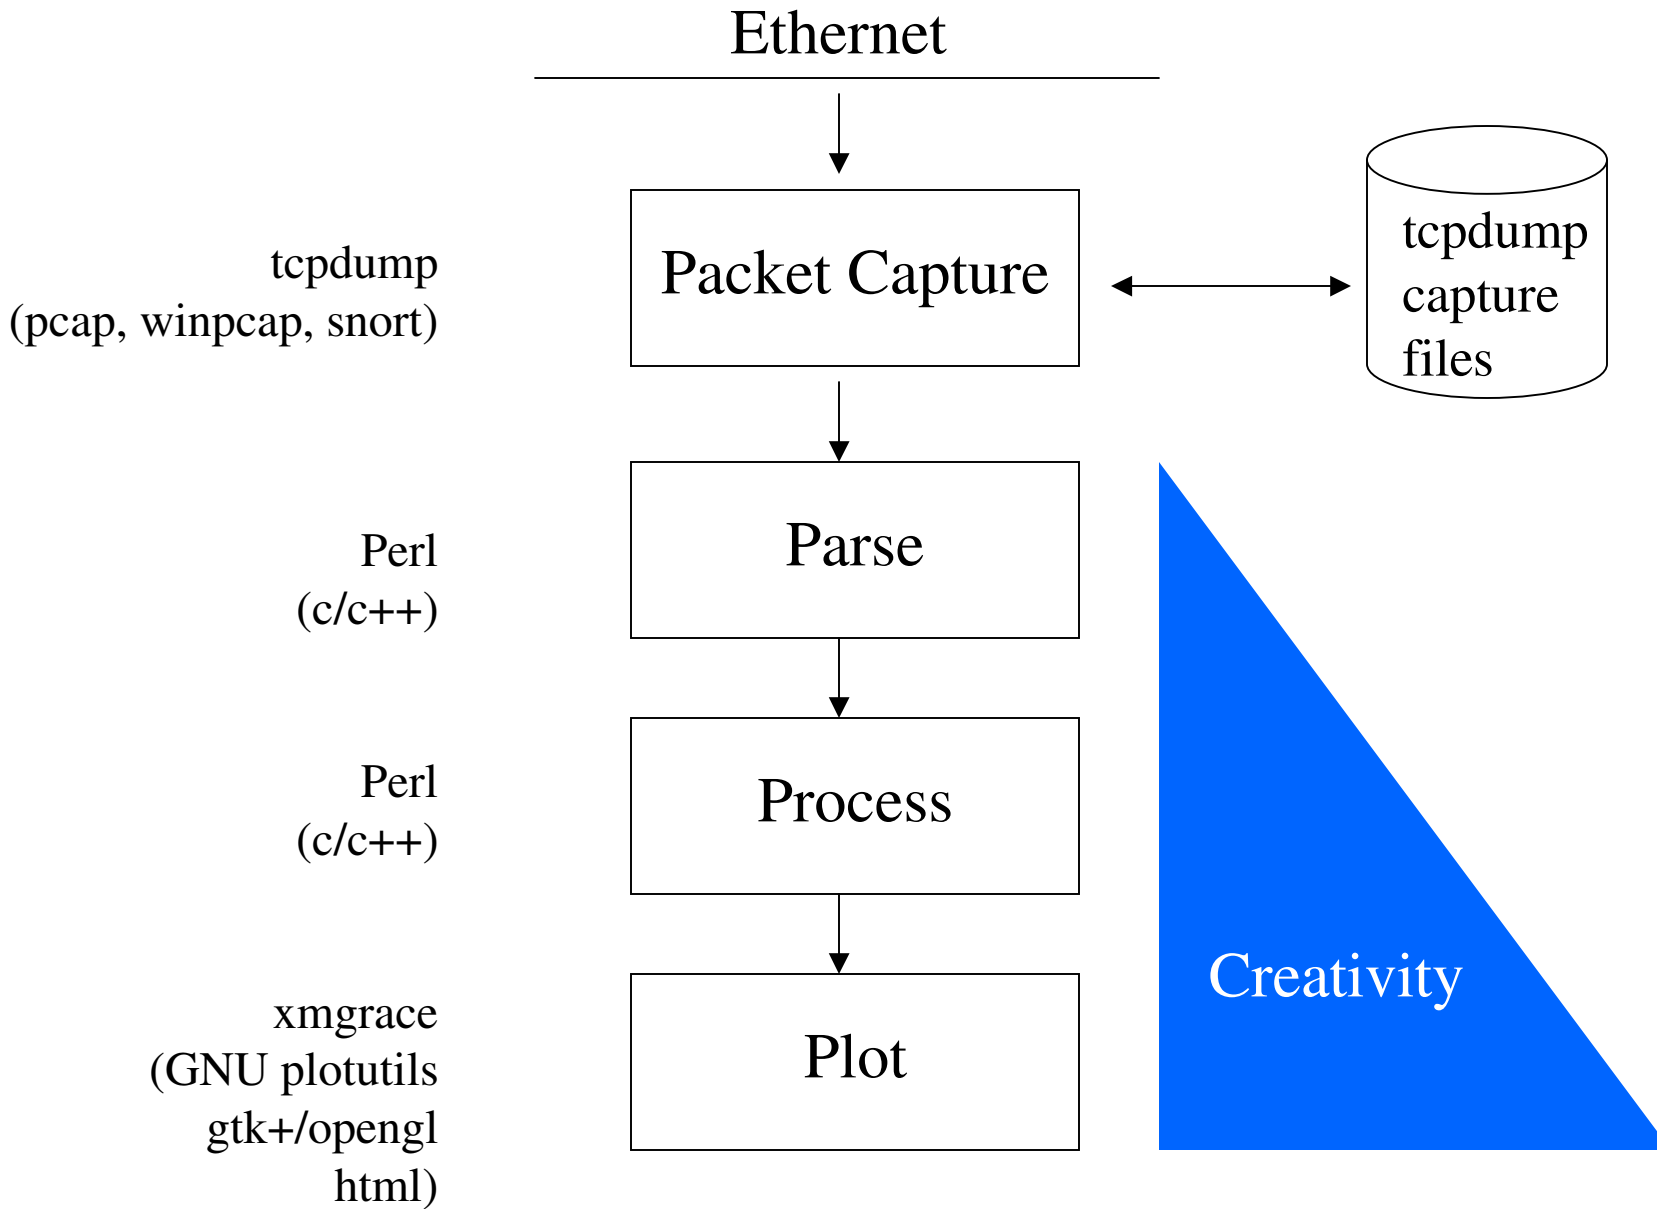 Ethernet
tcpdump
(pcap, winpcap, snort)
Packet Capture
tcpdump
capture
files
Perl
(c/c++)
Parse
Perl
(c/c++)
Process
Creativity
xmgrace
(GNU plotutils
gtk+/opengl
html)
Plot